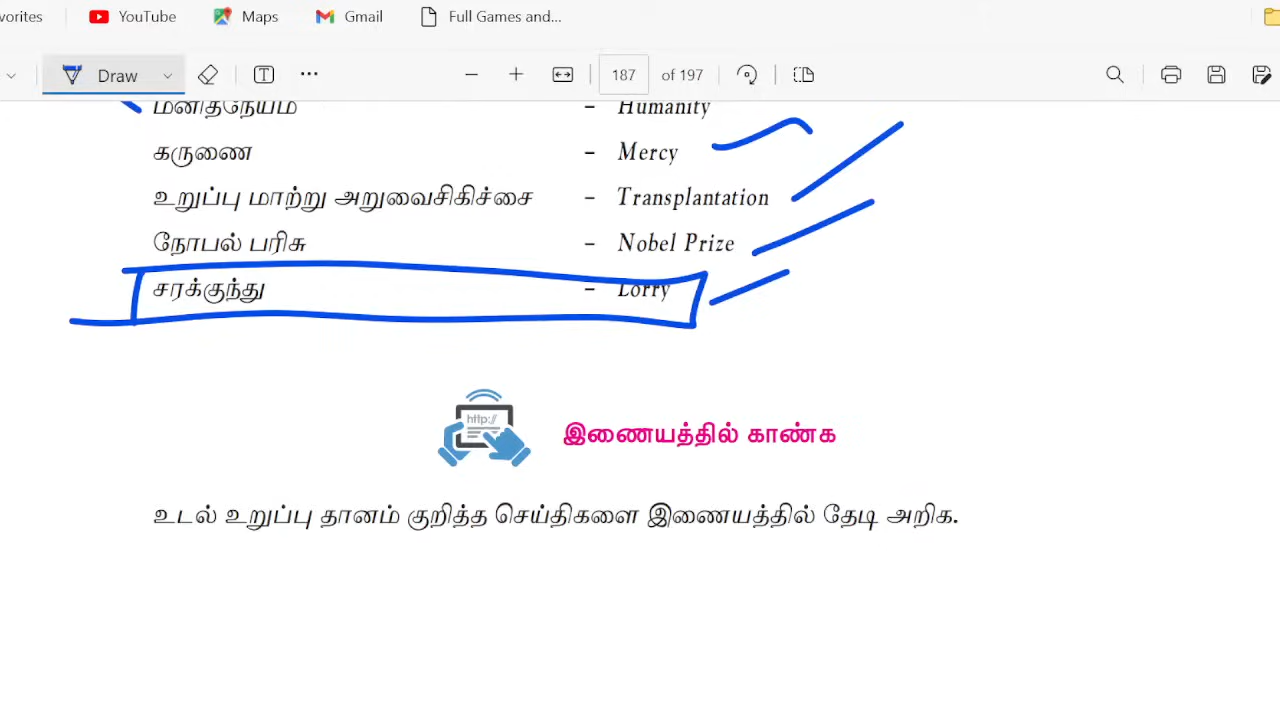 vorites YouTube Maps Gmail Full Games and...
Draw 187 of 197
மனிதநேயம் - Humanity
கருணை - Mercy
உறுப்பு மாற்று அறுவைசிகிச்சை - Transplantation
நோபல் பரிசு - Nobel Prize
சரக்குந்து - Lorry
http://
இணையத்தில் காண்க
உடல் உறுப்பு தானம் குறித்த செய்திகளை இணையத்தில் தேடி அறிக.